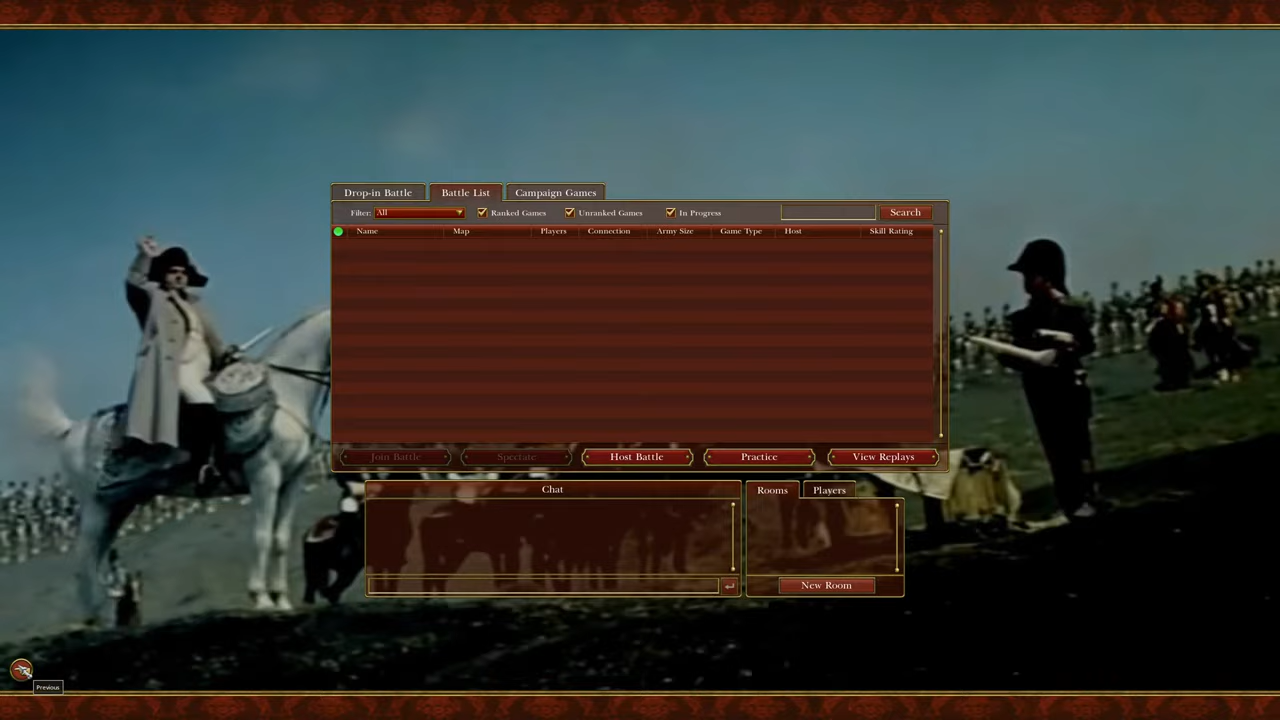 Drop-in Battle Battle List Campaign Games
Filter: All Ranked Games Unranked Games In Progress Search
Name Map Players Connection Army Size Game Type Host Skill Rating
Join Battle Spectate Host Battle Practice View Replays
Chat Rooms Players
New Room
Previous